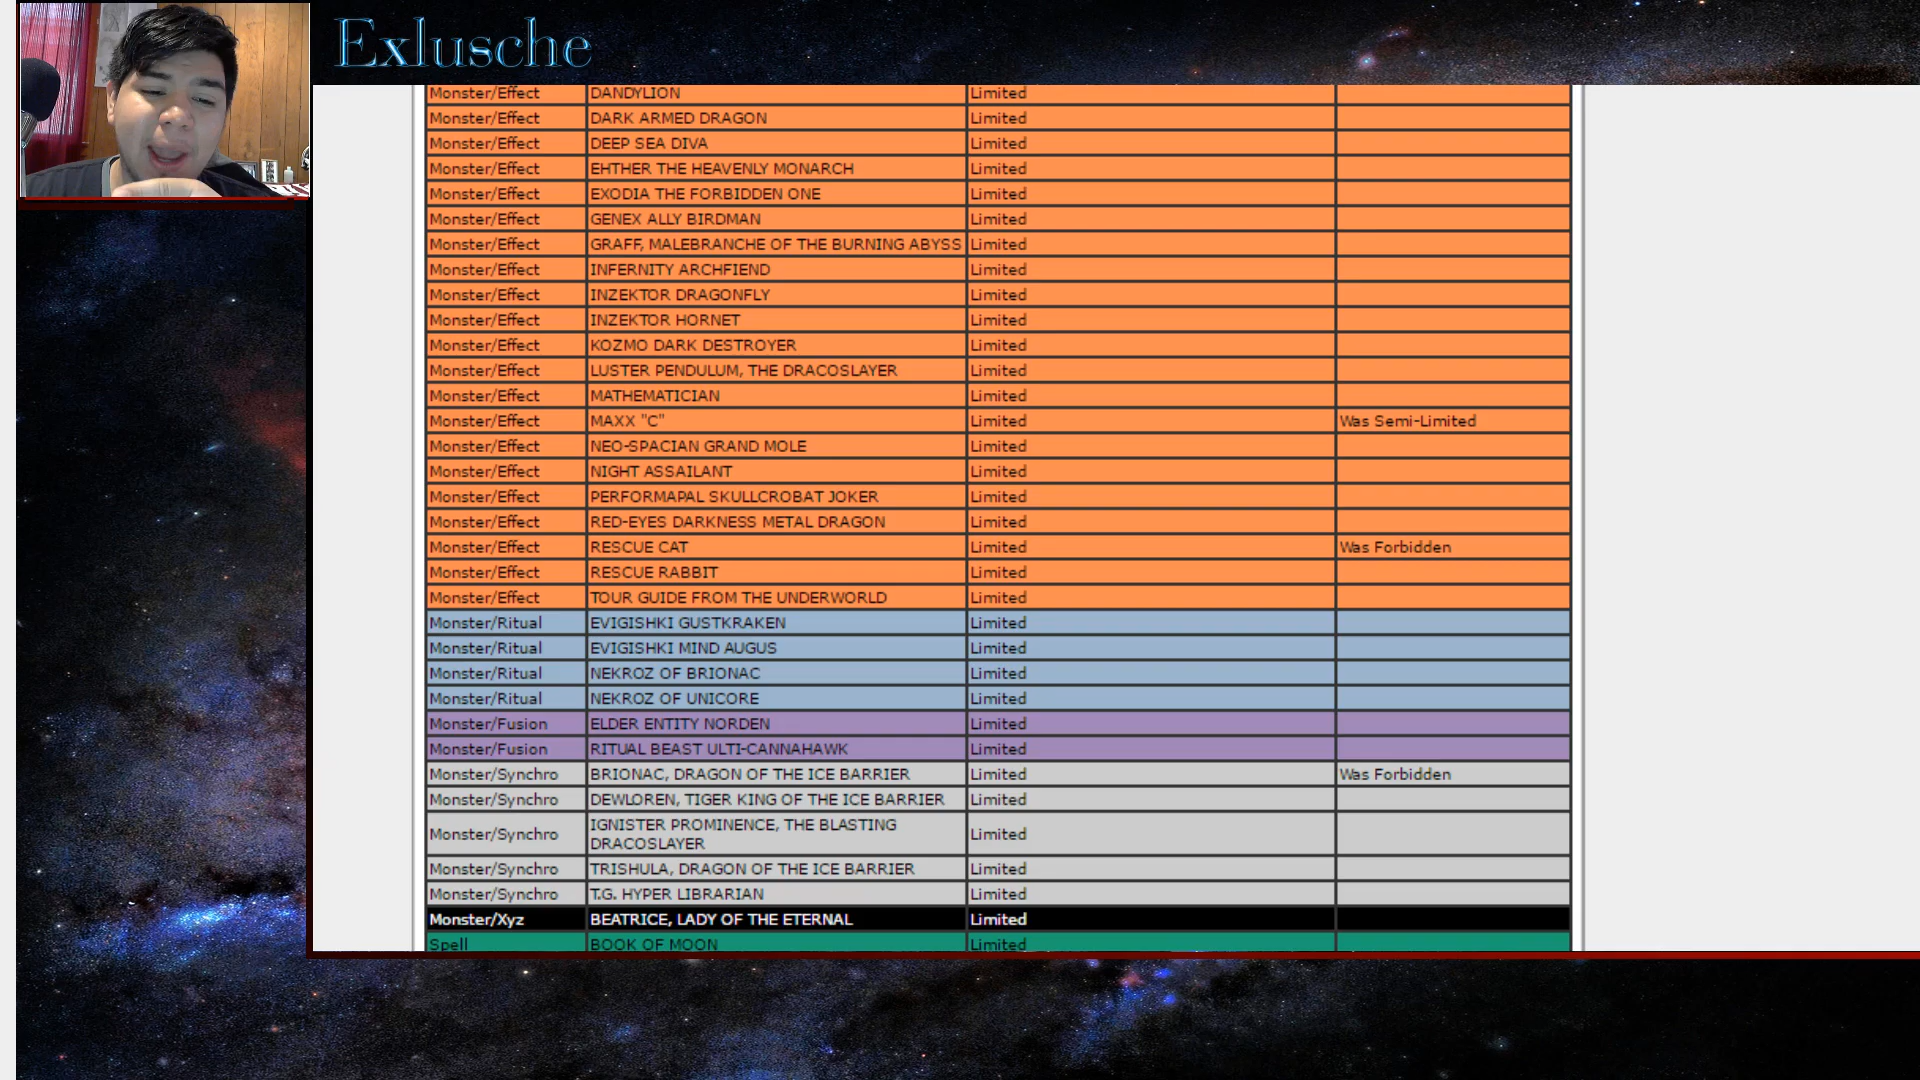 Exlusche
Monster/Effect DANDYLION Limited
Monster/Effect DARK ARMED DRAGON Limited
Monster/Effect DEEP SEA DIVA Limited
Monster/Effect EHTHER THE HEAVENLY MONARCH Limited
Monster/Effect EXODIA THE FORBIDDEN ONE Limited
Monster/Effect GENEX ALLY BIRDMAN Limited
Monster/Effect GRAFF, MALEBRANCHE OF THE BURNING ABYSS Limited
Monster/Effect INFERNITY ARCHFIEND Limited
Monster/Effect INZEKTOR DRAGONFLY Limited
Monster/Effect INZEKTOR HORNET Limited
Monster/Effect KOZMO DARK DESTROYER Limited
Monster/Effect LUSTER PENDULUM, THE DRACOSLAYER Limited
Monster/Effect MATHEMATICIAN Limited
Monster/Effect MAXX "C" Limited Was Semi-Limited
Monster/Effect NEO-SPACIAN GRAND MOLE Limited
Monster/Effect NIGHT ASSAILANT Limited
Monster/Effect PERFORMAPAL SKULLCROBAT JOKER Limited
Monster/Effect RED-EYES DARKNESS METAL DRAGON Limited
Monster/Effect RESCUE CAT Limited Was Forbidden
Monster/Effect RESCUE RABBIT Limited
Monster/Effect TOUR GUIDE FROM THE UNDERWORLD Limited
Monster/Ritual EVIGISHKI GUSTKRAKEN Limited
Monster/Ritual EVIGISHKI MIND AUGUS Limited
Monster/Ritual NEKROZ OF BRIONAC Limited
Monster/Ritual NEKROZ OF UNICORE Limited
Monster/Fusion ELDER ENTITY NORDEN Limited
Monster/Fusion RITUAL BEAST ULTI-CANNAHAWK Limited
Monster/Synchro BRIONAC, DRAGON OF THE ICE BARRIER Limited Was Forbidden
Monster/Synchro DEWLOREN, TIGER KING OF THE ICE BARRIER Limited
Monster/Synchro IGNISTER PROMINENCE, THE BLASTING
DRACOSLAYER Limited
Monster/Synchro TRISHULA, DRAGON OF THE ICE BARRIER Limited
Monster/Synchro T.G. HYPER LIBRARIAN Limited
Monster/Xyz BEATRICE, LADY OF THE ETERNAL Limited
Spell BOOK OF MOON Limited